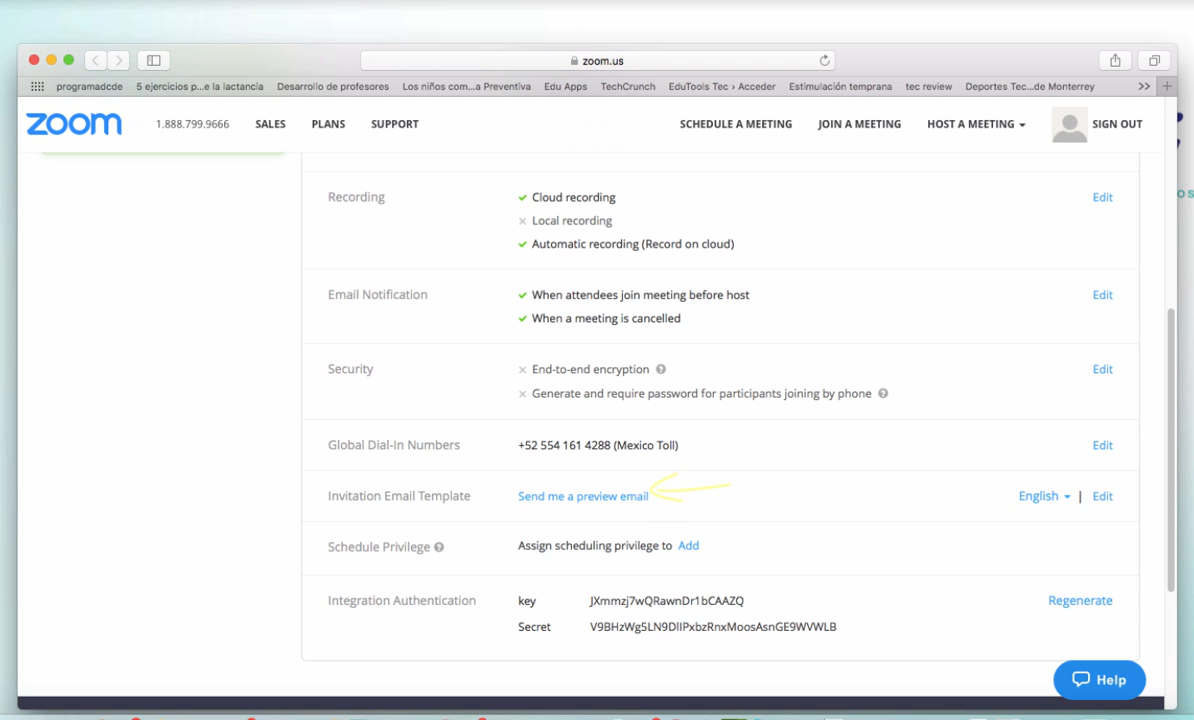 zoom.us
programadcde 5 ejercicios p...e la lactancia Desarrollo de profesores Los niños com...a Preventiva Edu Apps TechCrunch EduTools Tec › Acceder Estimulación temprana tec review Deportes Tec...de Monterrey >> +
zoom 1.888.799.9666 SALES PLANS SUPPORT SCHEDULE A MEETING JOIN A MEETING HOST A MEETING SIGN OUT
Recording Cloud recording Edit
Local recording
Automatic recording (Record on cloud)
Email Notification When attendees join meeting before host Edit
When a meeting is cancelled
Security End-to-end encryption ? Edit
Generate and require password for participants joining by phone ?
Global Dial-In Numbers +52 554 161 4288 (Mexico Toll) Edit
Invitation Email Template Send me a preview email English | Edit
Schedule Privilege ? Assign scheduling privilege to Add
Integration Authentication key JXmmzj7wQRawnDr1bCAAZQ Regenerate
Secret V9BHzWg5LN9DlIPxbzRnxMoosAsnGE9WVWLB
Help